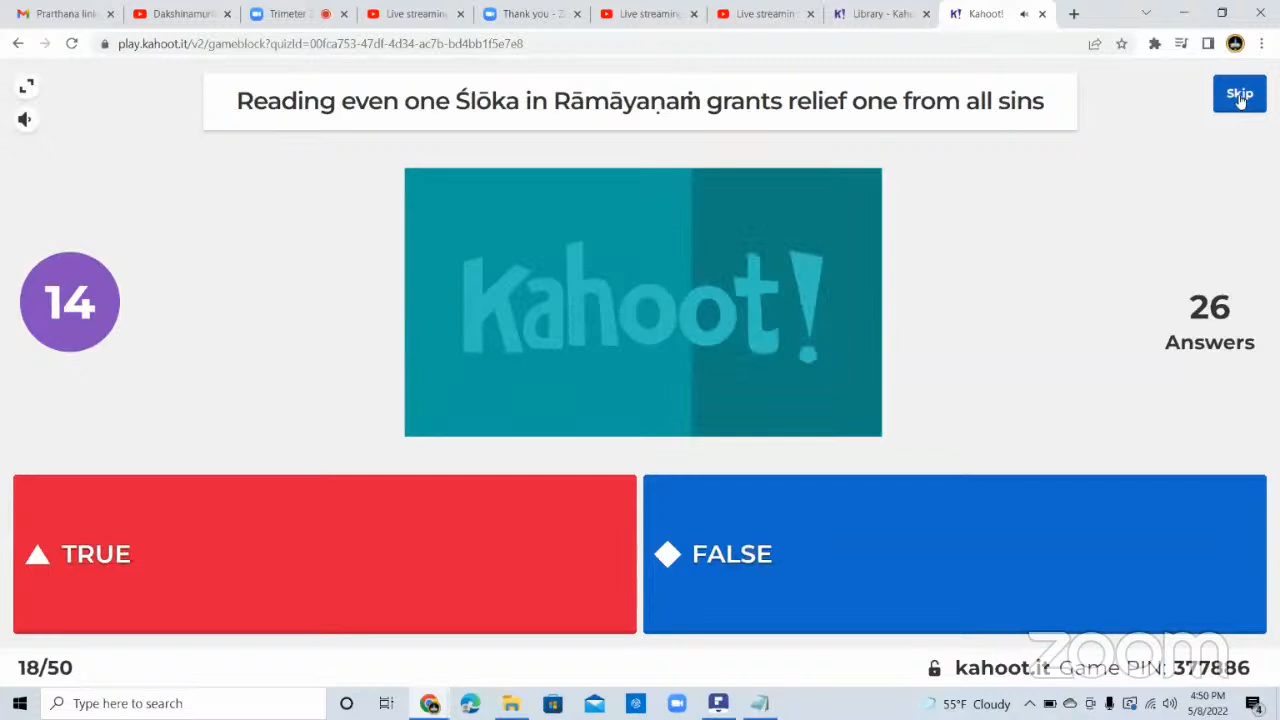 Prarthana link
Dakshinamur
Trimeter
Live streamin
Thank you - Z
Live streaming
Live streamin
Library - Kah
Kahoot!
play.kahoot.it/v2/gameblock?quizId=00fca753-47df-4d34-ac7b-bd4bb1f5e7e8
Reading even one Ślōka in Rāmāyaṇaṁ grants relief one from all sins
Skip
Kahoot!
14
26
Answers
TRUE
FALSE
zoom
18/50
kahoot.it Game PIN: 377886
Type here to search
55°F Cloudy
4:50 PM
5/8/2022
4